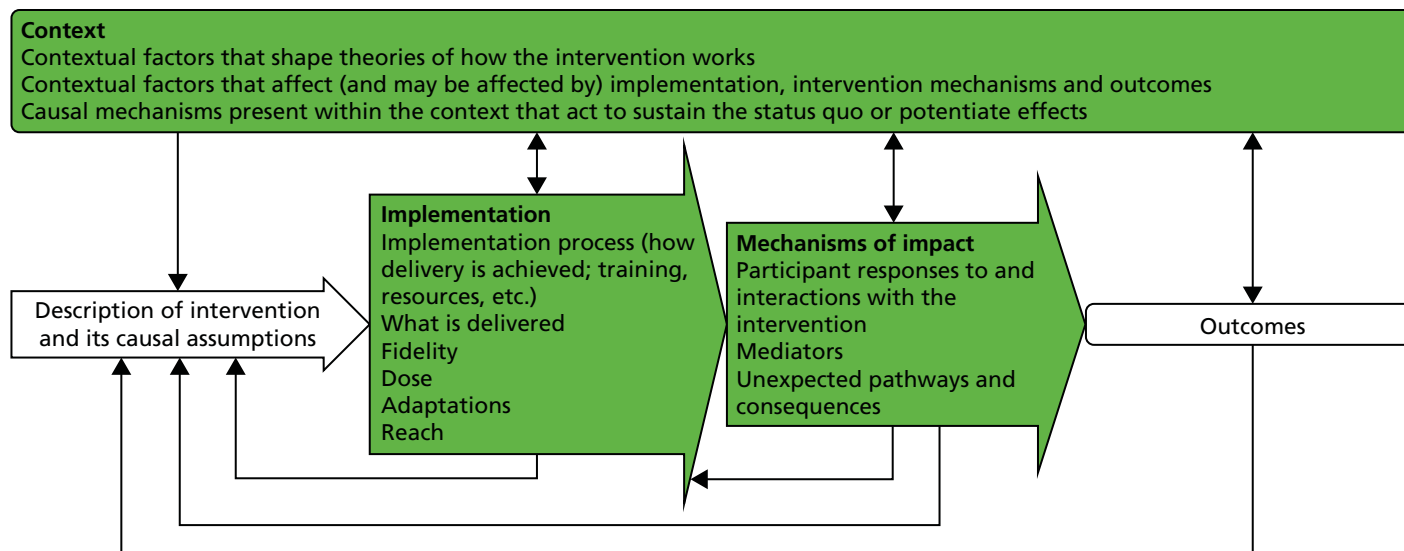 Context
Contextual factors that shape theories of how the intervention works
Contextual factors that affect (and may be affected by) implementation, intervention mechanisms and outcomes
Causal mechanisms present within the context that act to sustain the status quo or potentiate effects
Description of intervention
and its causal assumptions
Implementation
Implementation process (how
delivery is achieved; training,
resources, etc.)
What is delivered
Fidelity
Dose
Adaptations
Reach
Mechanisms of impact
Participant responses to and
interactions with the
intervention
Mediators
Unexpected pathways and
consequences
Outcomes